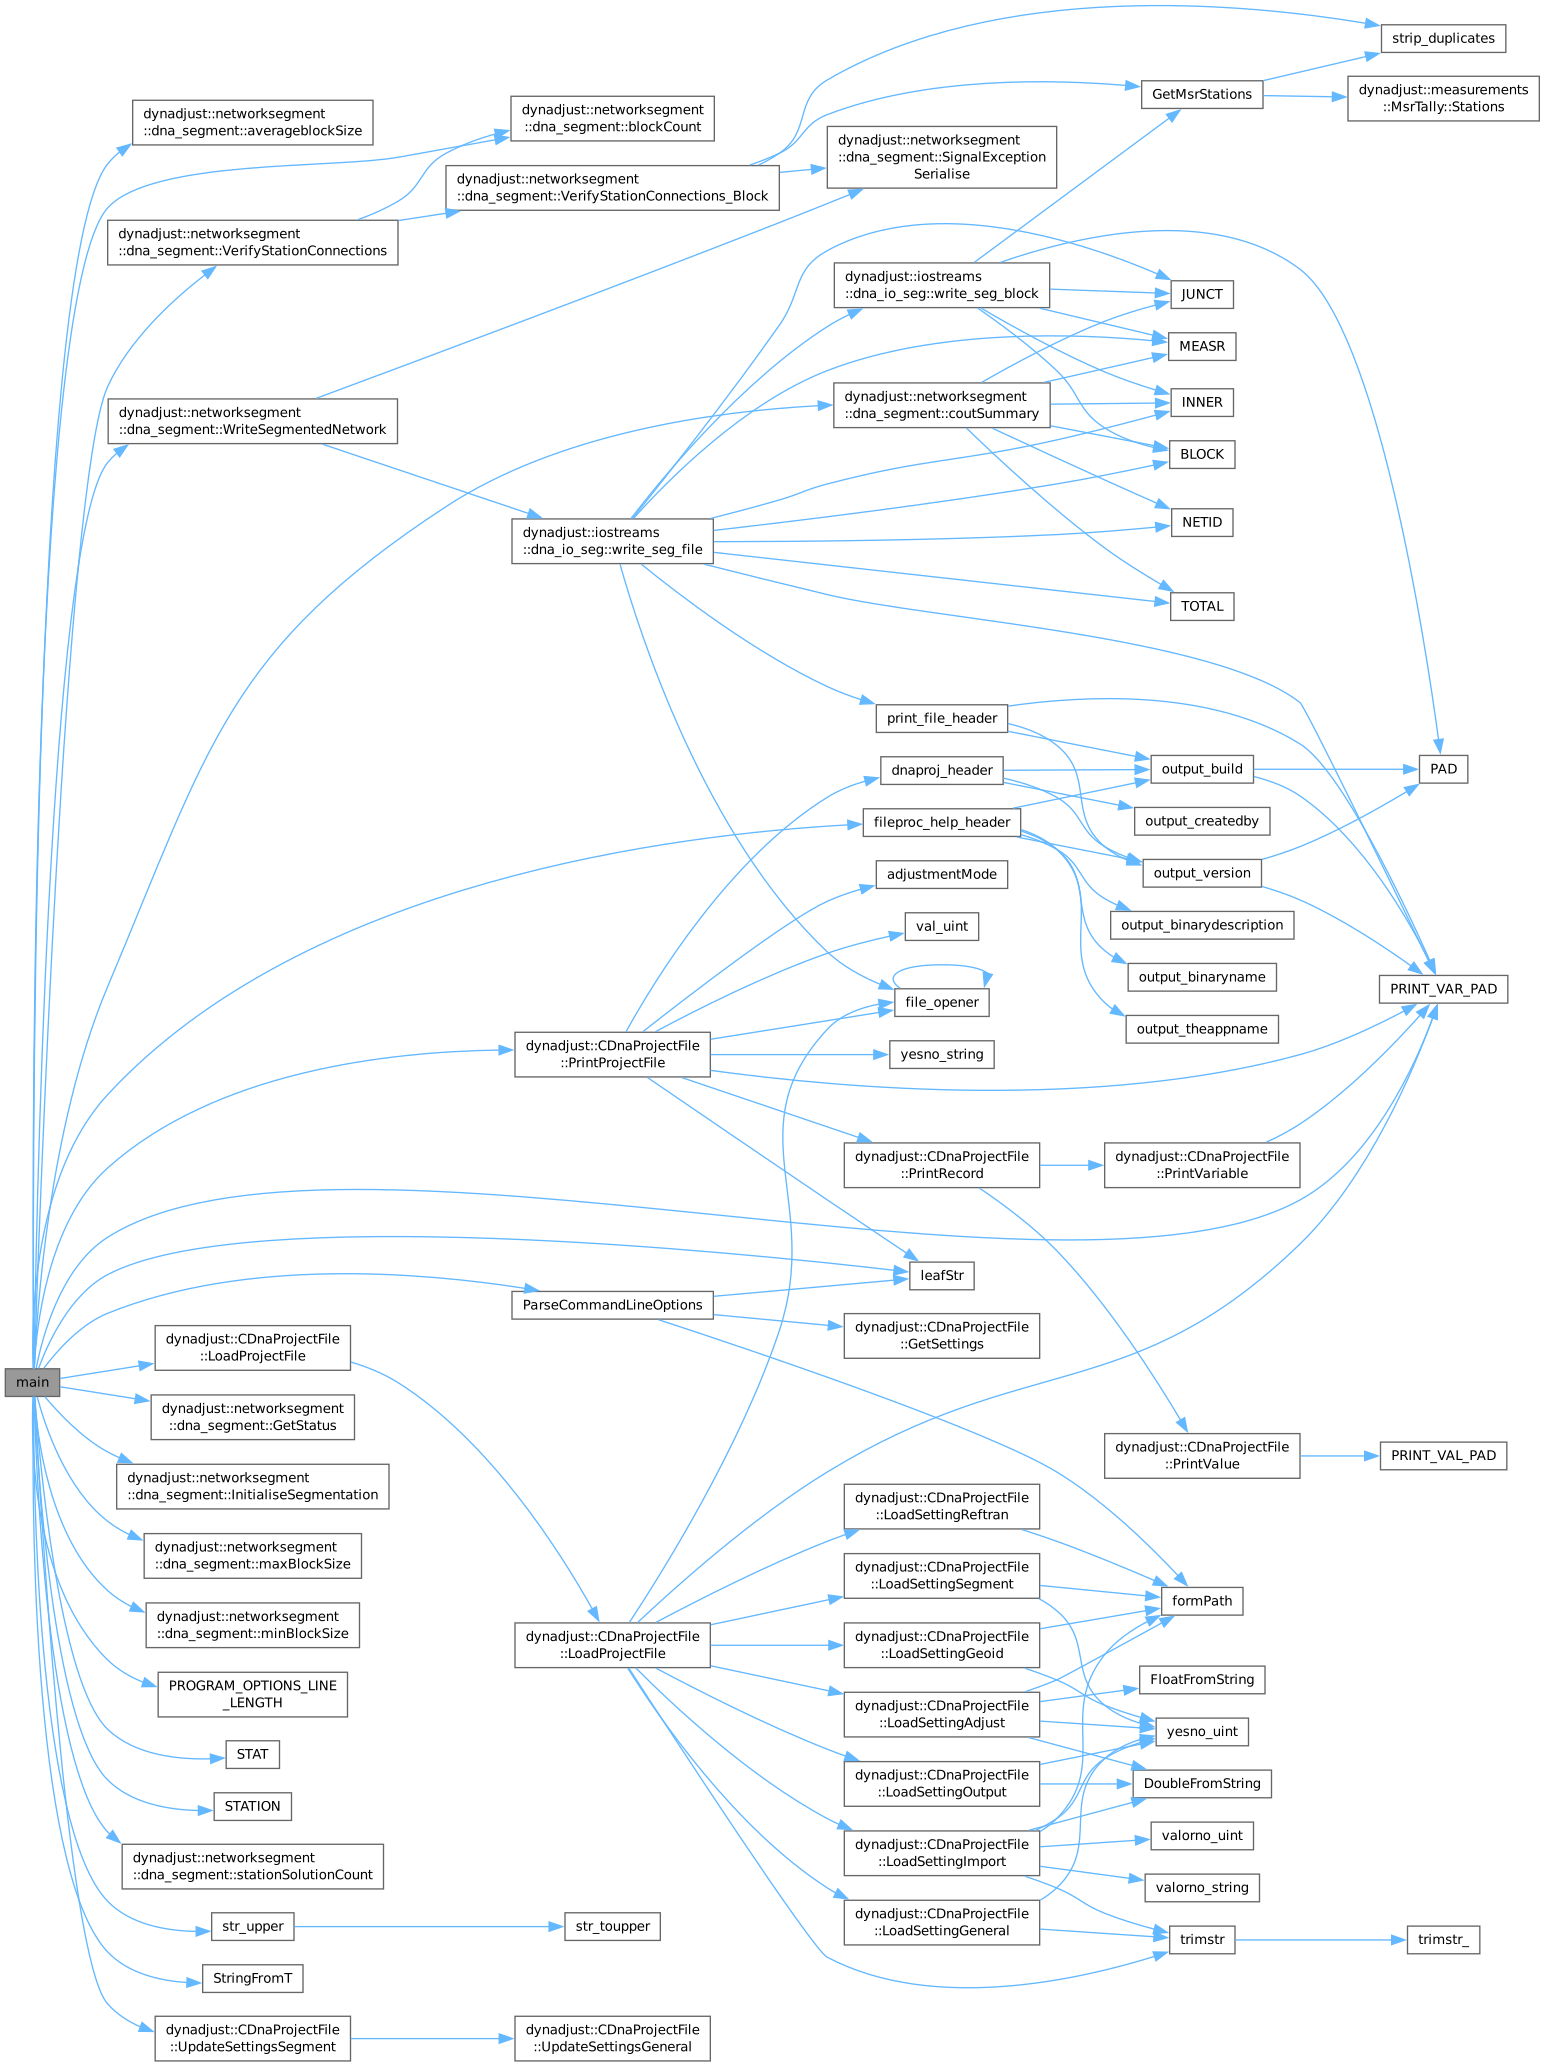 strip_duplicates
GetMsrStations
dynadjust::measurements
::MsrTally::Stations
dynadjust::networksegment
::dna_segment::averageblockSize
dynadjust::networksegment
::dna_segment::blockCount
dynadjust::networksegment
::dna_segment::SignalException
Serialise
dynadjust::networksegment
::dna_segment::VerifyStationConnections_Block
dynadjust::networksegment
::dna_segment::VerifyStationConnections
dynadjust::iostreams
::dna_io_seg::write_seg_block
JUNCT
MEASR
dynadjust::networksegment
::dna_segment::coutSummary
INNER
dynadjust::networksegment
::dna_segment::WriteSegmentedNetwork
BLOCK
NETID
dynadjust::iostreams
::dna_io_seg::write_seg_file
TOTAL
print_file_header
dnaproj_header
output_build
PAD
fileproc_help_header
output_createdby
adjustmentMode
output_version
val_uint
output_binarydescription
output_binaryname
file_opener
PRINT_VAR_PAD
output_theappname
dynadjust::CDnaProjectFile
::PrintProjectFile
yesno_string
dynadjust::CDnaProjectFile
::PrintRecord
dynadjust::CDnaProjectFile
::PrintVariable
leafStr
ParseCommandLineOptions
dynadjust::CDnaProjectFile
::GetSettings
dynadjust::CDnaProjectFile
::LoadProjectFile
main
dynadjust::networksegment
::dna_segment::GetStatus
dynadjust::CDnaProjectFile
::PrintValue
PRINT_VAL_PAD
dynadjust::networksegment
::dna_segment::InitialiseSegmentation
dynadjust::CDnaProjectFile
::LoadSettingReftran
dynadjust::networksegment
::dna_segment::maxBlockSize
dynadjust::CDnaProjectFile
::LoadSettingSegment
formPath
dynadjust::networksegment
::dna_segment::minBlockSize
dynadjust::CDnaProjectFile
::LoadProjectFile
dynadjust::CDnaProjectFile
::LoadSettingGeoid
FloatFromString
PROGRAM_OPTIONS_LINE
_LENGTH
dynadjust::CDnaProjectFile
::LoadSettingAdjust
yesno_uint
STAT
dynadjust::CDnaProjectFile
::LoadSettingOutput
DoubleFromString
STATION
dynadjust::CDnaProjectFile
::LoadSettingImport
valorno_uint
dynadjust::networksegment
::dna_segment::stationSolutionCount
valorno_string
dynadjust::CDnaProjectFile
::LoadSettingGeneral
str_upper
str_toupper
trimstr
trimstr_
StringFromT
dynadjust::CDnaProjectFile
::UpdateSettingsSegment
dynadjust::CDnaProjectFile
::UpdateSettingsGeneral